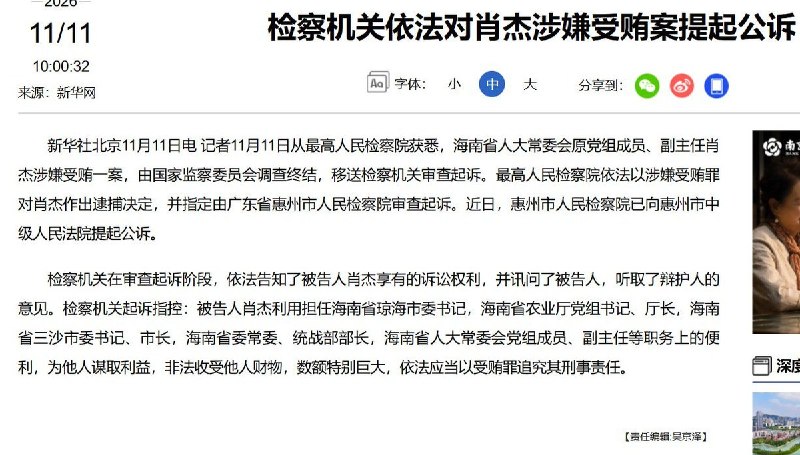 2026
11/11
10:00:32
来源：新华网
检察机关依法对肖杰涉嫌受贿案提起公诉
字体： 小 中 大 分享到：
新华社北京11月11日电 记者11月11日从最高人民检察院获悉，海南省人大常委会原党组成员、副主任肖
杰涉嫌受贿一案，由国家监察委员会调查终结，移送检察机关审查起诉。最高人民检察院依法以涉嫌受贿罪
对肖杰作出逮捕决定，并指定由广东省惠州市人民检察院审查起诉。近日，惠州市人民检察院已向惠州市中
级人民法院提起公诉。
检察机关在审查起诉阶段，依法告知了被告人肖杰享有的诉讼权利，并讯问了被告人，听取了辩护人的
意见。检察机关起诉指控：被告人肖杰利用担任海南省琼海市委书记，海南省农业厅党组书记、厅长，海南
省三沙市委书记、市长，海南省委常委、统战部部长，海南省人大常委会党组成员、副主任等职务上的便
利，为他人谋取利益，非法收受他人财物，数额特别巨大，依法应当以受贿罪追究其刑事责任。
【责任编辑:吴京泽】
南京
深度